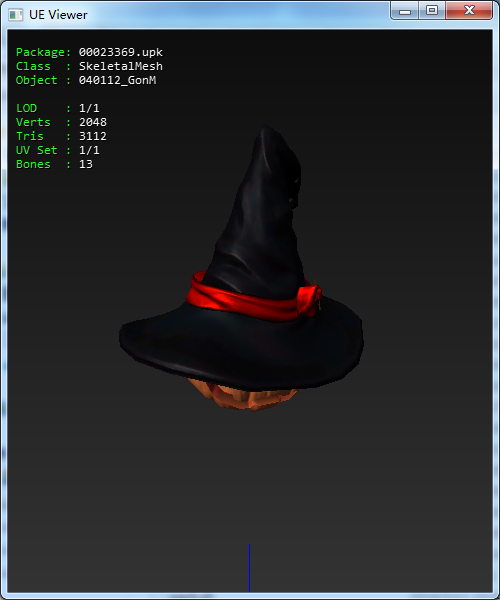 UE Viewer
Package: 00023369.upk
Class : SkeletalMesh
Object : 040112_GonM
LOD : 1/1
Verts : 2048
Tris : 3112
UV Set : 1/1
Bones : 13